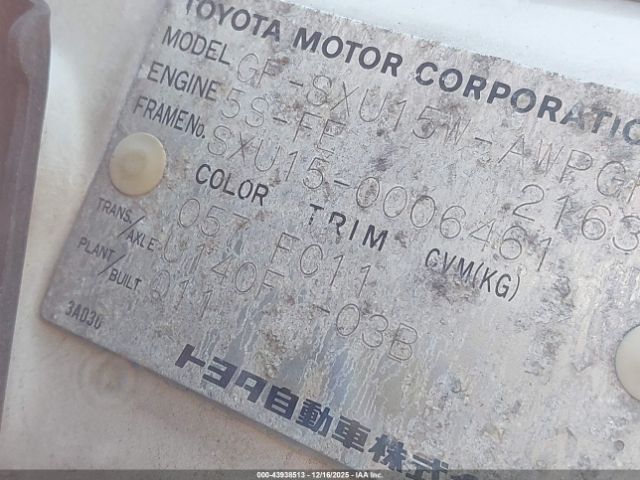 TOYOTA MOTOR CORPORATIO
MODEL GF-SXU15W-AWPG
ENGINE 5S-FE 2163
FRAME No. SXU15-0006461
COLOR TRIM CVM(KG)
057 FC11
TRANS./AXLE U140F -03B
PLANT/BUILT Q11
3A030
トヨタ自動車株式
000-43938513 - 12/16/2025 - © IAA Inc.